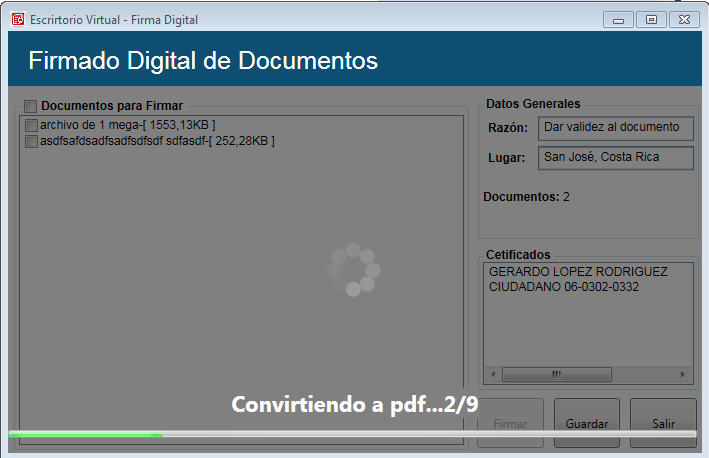 Escrirtorio Virtual - Firma Digital
Firmado Digital de Documentos
Documentos para Firmar
archivo de 1 mega-[ 1553,13KB ]
asdfsafdsadfsadfsdfsdf sdfasdf-[ 252,28KB ]
Datos Generales
Razón: Dar validez al documento
Lugar: San José, Costa Rica
Documentos: 2
Cetificados
GERARDO LOPEZ RODRIGUEZ
CIUDADANO 06-0302-0332
Convirtiendo a pdf...2/9
Firmar Guardar Salir